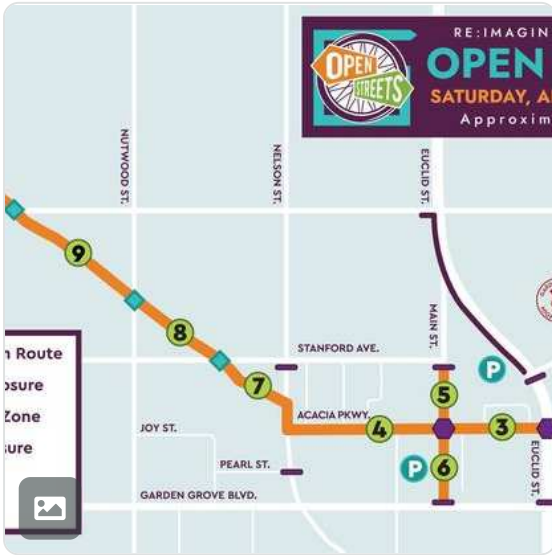 RE:IMAGIN
OPEN
SATURDAY, A
Approxim
OPEN
STREETS
NUTWOOD ST.
NELSON ST.
EUCLID ST.
9
8
MAIN ST.
STANFORD AVE.
P
n Route
7
5
osure
ACACIA PKWY.
Zone
JOY ST.
4
3
sure
PEARL ST.
P
6
EUCLID ST.
GARDEN GROVE BLVD.